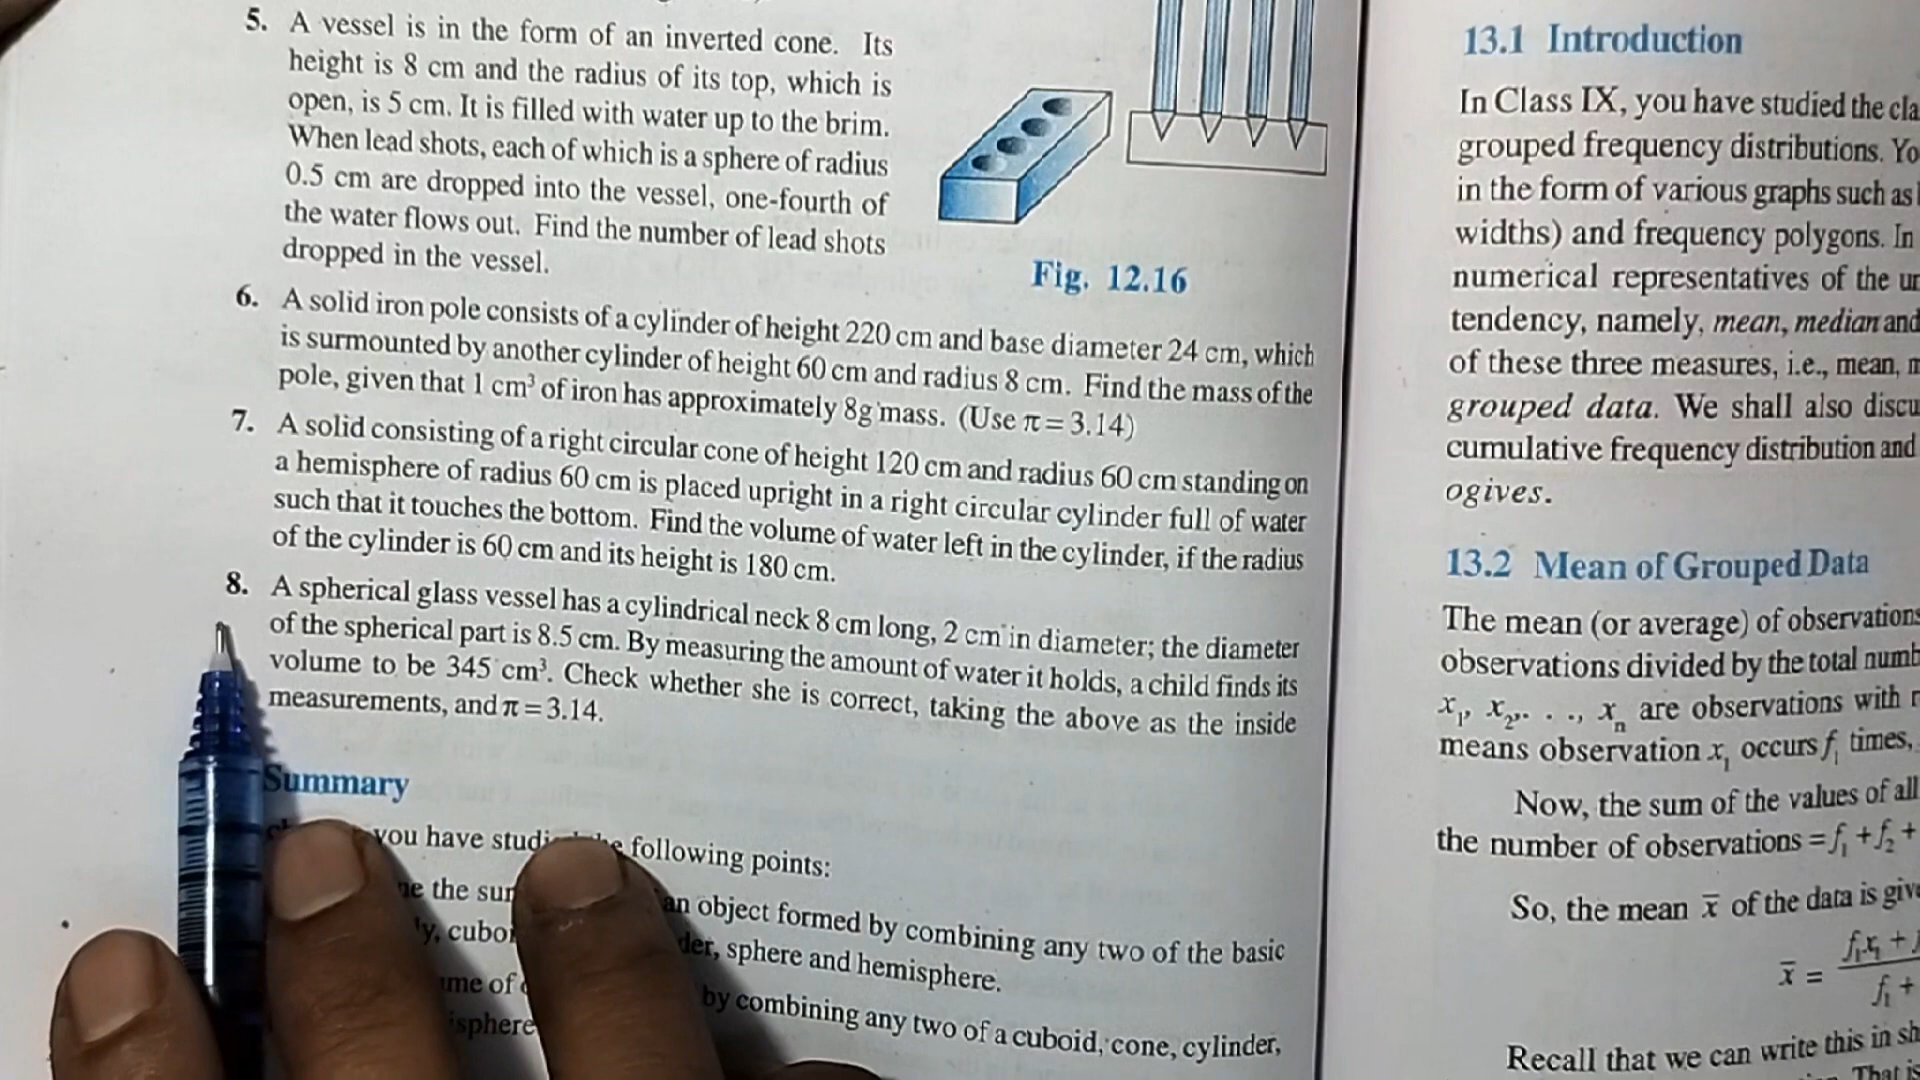 5. A vessel is in the form of an inverted cone. Its
height is 8 cm and the radius of its top, which is
open, is 5 cm. It is filled with water up to the brim.
When lead shots, each of which is a sphere of radius
0.5 cm are dropped into the vessel, one-fourth of
the water flows out. Find the number of lead shots
dropped in the vessel.
Fig. 12.16
6. A solid iron pole consists of a cylinder of height 220 cm and base diameter 24 cm, which
is surmounted by another cylinder of height 60 cm and radius 8 cm. Find the mass of the
pole, given that 1 cm³ of iron has approximately 8g mass. (Use π = 3.14)
7. A solid consisting of a right circular cone of height 120 cm and radius 60 cm standing on
a hemisphere of radius 60 cm is placed upright in a right circular cylinder full of water
such that it touches the bottom. Find the volume of water left in the cylinder, if the radius
of the cylinder is 60 cm and its height is 180 cm.
8. A spherical glass vessel has a cylindrical neck 8 cm long, 2 cm in diameter; the diameter
of the spherical part is 8.5 cm. By measuring the amount of water it holds, a child finds its
volume to be 345 cm³. Check whether she is correct, taking the above as the inside
measurements, and π = 3.14.
Summary
you have following points:
the an object formed by combining any two of the basic
sphere and hemisphere.
of by combining any two of a cuboid, cone, cylinder,
13.1 Introduction
In Class IX, you have studied the
grouped frequency distributions.
in the form of various graphs such as
widths) and frequency polygons. In
numerical representatives of the
tendency, namely, mean, median and
of these three measures, i.e., mean,
grouped data. We shall also
cumulative frequency distribution and
ogives.
13.2 Mean of Grouped Data
The mean (or average) of observations
observations divided by the total
x₁, x₂,. . ., xₙ are observations with
means observation x₁ occurs f₁ times,
Now, the sum of the values of all
the number of observations = f₁ + f₂ +
So, the mean x̄ of the data is
x̄ = f₁x₁ + / f₁ +
Recall that we can write this in
That is